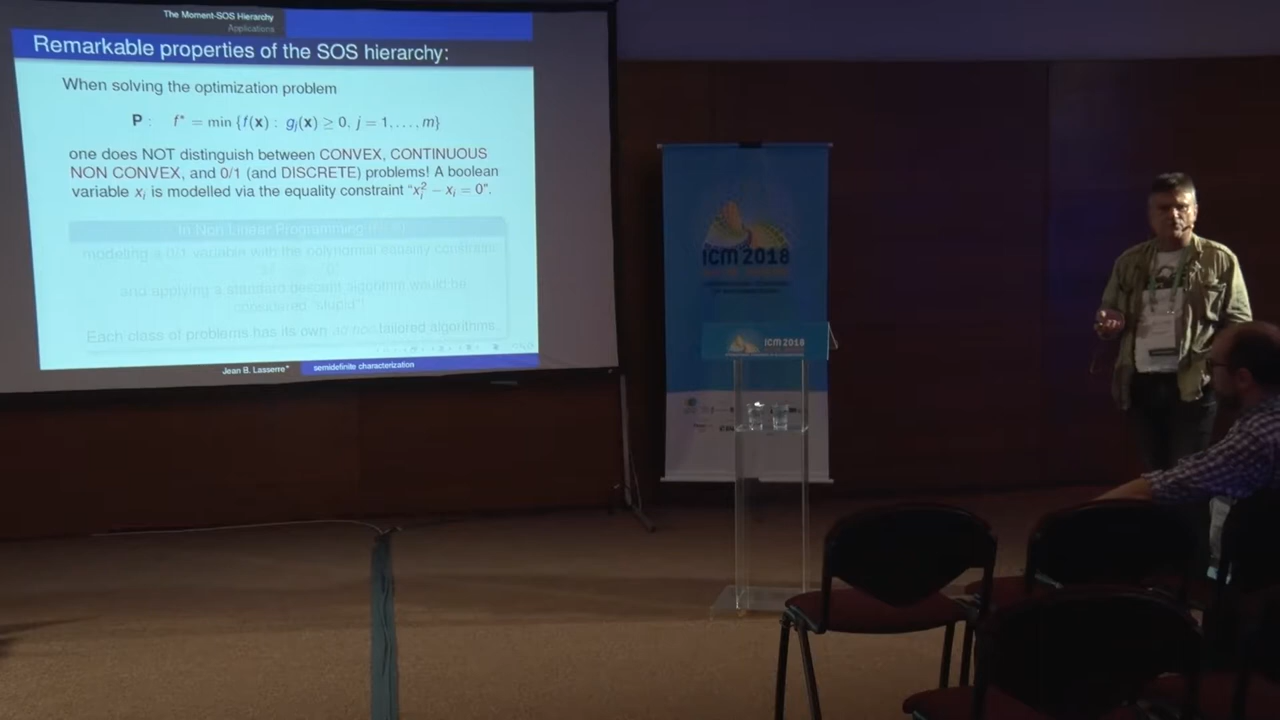 The Moment-SOS Hierarchy
Applications
Remarkable properties of the SOS hierarchy:
When solving the optimization problem
P : f* = min {f(x) : gj(x) ≥ 0, j = 1, . . . , m}
one does NOT distinguish between CONVEX, CONTINUOUS
NON CONVEX, and 0/1 (and DISCRETE) problems! A boolean
variable xi is modelled via the equality constraint "xi² − xi = 0".
In Non Linear Programming
modeling a 0/1 variable with the polynomial equality constraint
and applying a standard descent algorithm would be
considered "stupid"!
Each class of problems has its own ad hoc tailored algorithms.
Jean B. Lasserre*
semidefinite characterization
ICM 2018
ICM 2018